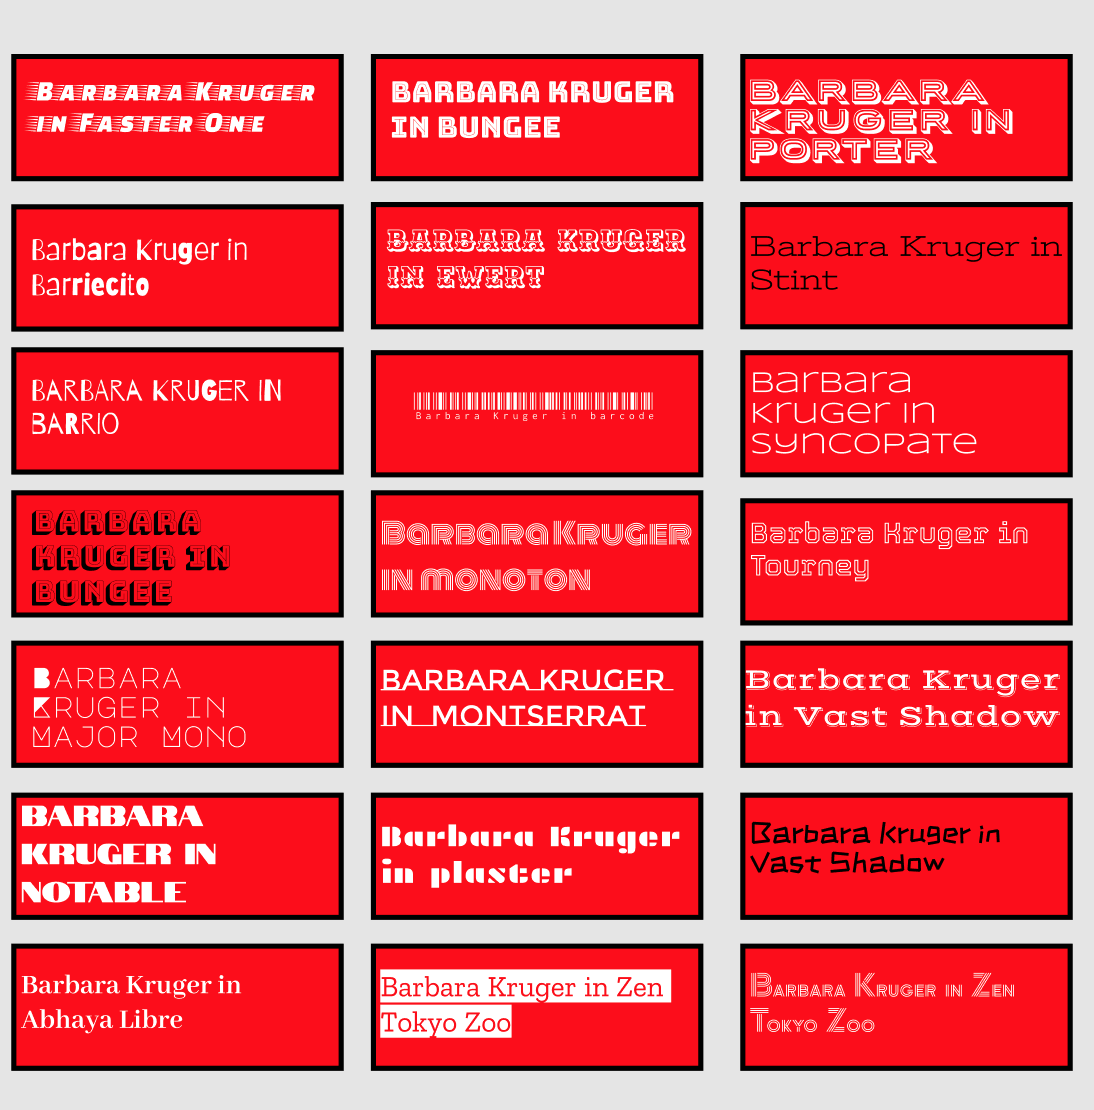 Barbara Kruger
in Faster One
BARBARA KRUGER
IN BUNGEE
BARBARA
KRUGER IN
PORTER
Barbara Kruger in
Barriecito
BARBARA KRUGER
IN EWERT
Barbara Kruger in
Stint
BARBARA KRUGER IN
BARRIO
Barbara Kruger in barcode
Barbara
Kruger in
Syncopate
BARBARA
KRUGER IN
BUNGEE
Barbara Kruger
in Monoton
Barbara Kruger in
Tourney
Barbara
Kruger in
Major Mono
BARBARA KRUGER
IN MONTSERRAT
Barbara Kruger
in Vast Shadow
BARBARA
KRUGER IN
NOTABLE
Barbara Kruger
in plaster
Barbara Kruger in
Vast Shadow
Barbara Kruger in
Abhaya Libre
Barbara Kruger in Zen
Tokyo Zoo
Barbara Kruger in Zen
Tokyo Zoo